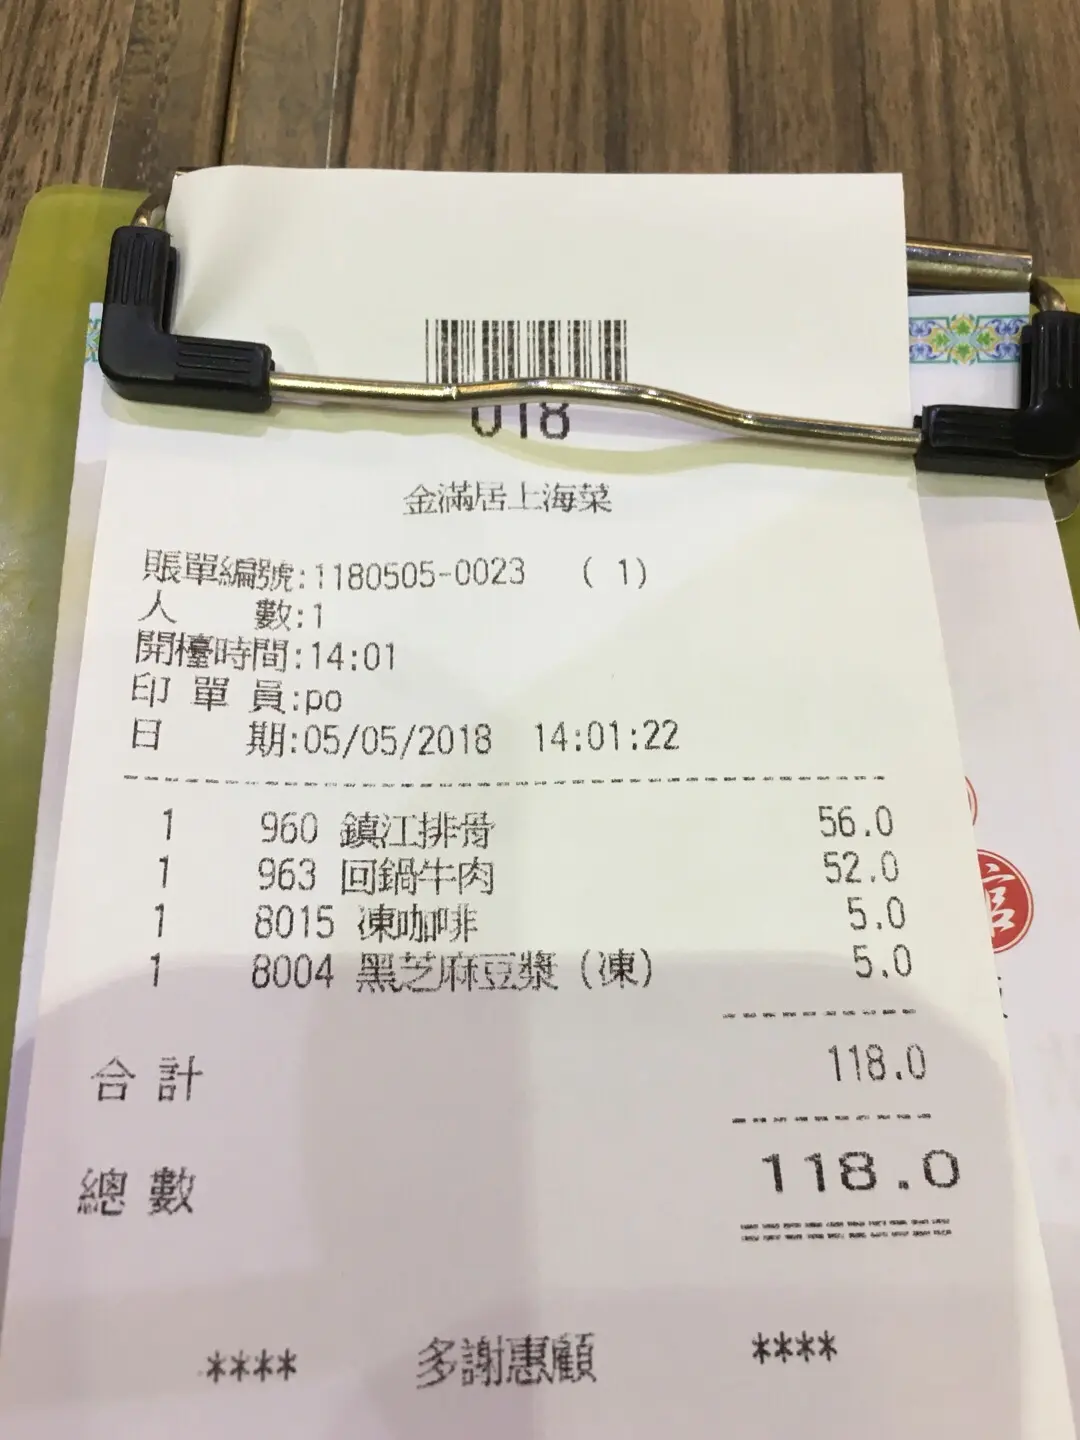 018
金滿居上海菜
賬單編號:1180505-0023 ( 1)
人 數:1
開檯時間:14:01
印 單 員:po
日 期:05/05/2018 14:01:22
1 960 鎮江排骨 56.0
1 963 回鍋牛肉 52.0
1 8015 凍咖啡 5.0
1 8004 黑芝麻豆漿(凍) 5.0
合 計 118.0
總 數 118.0
**** 多謝惠顧 ****